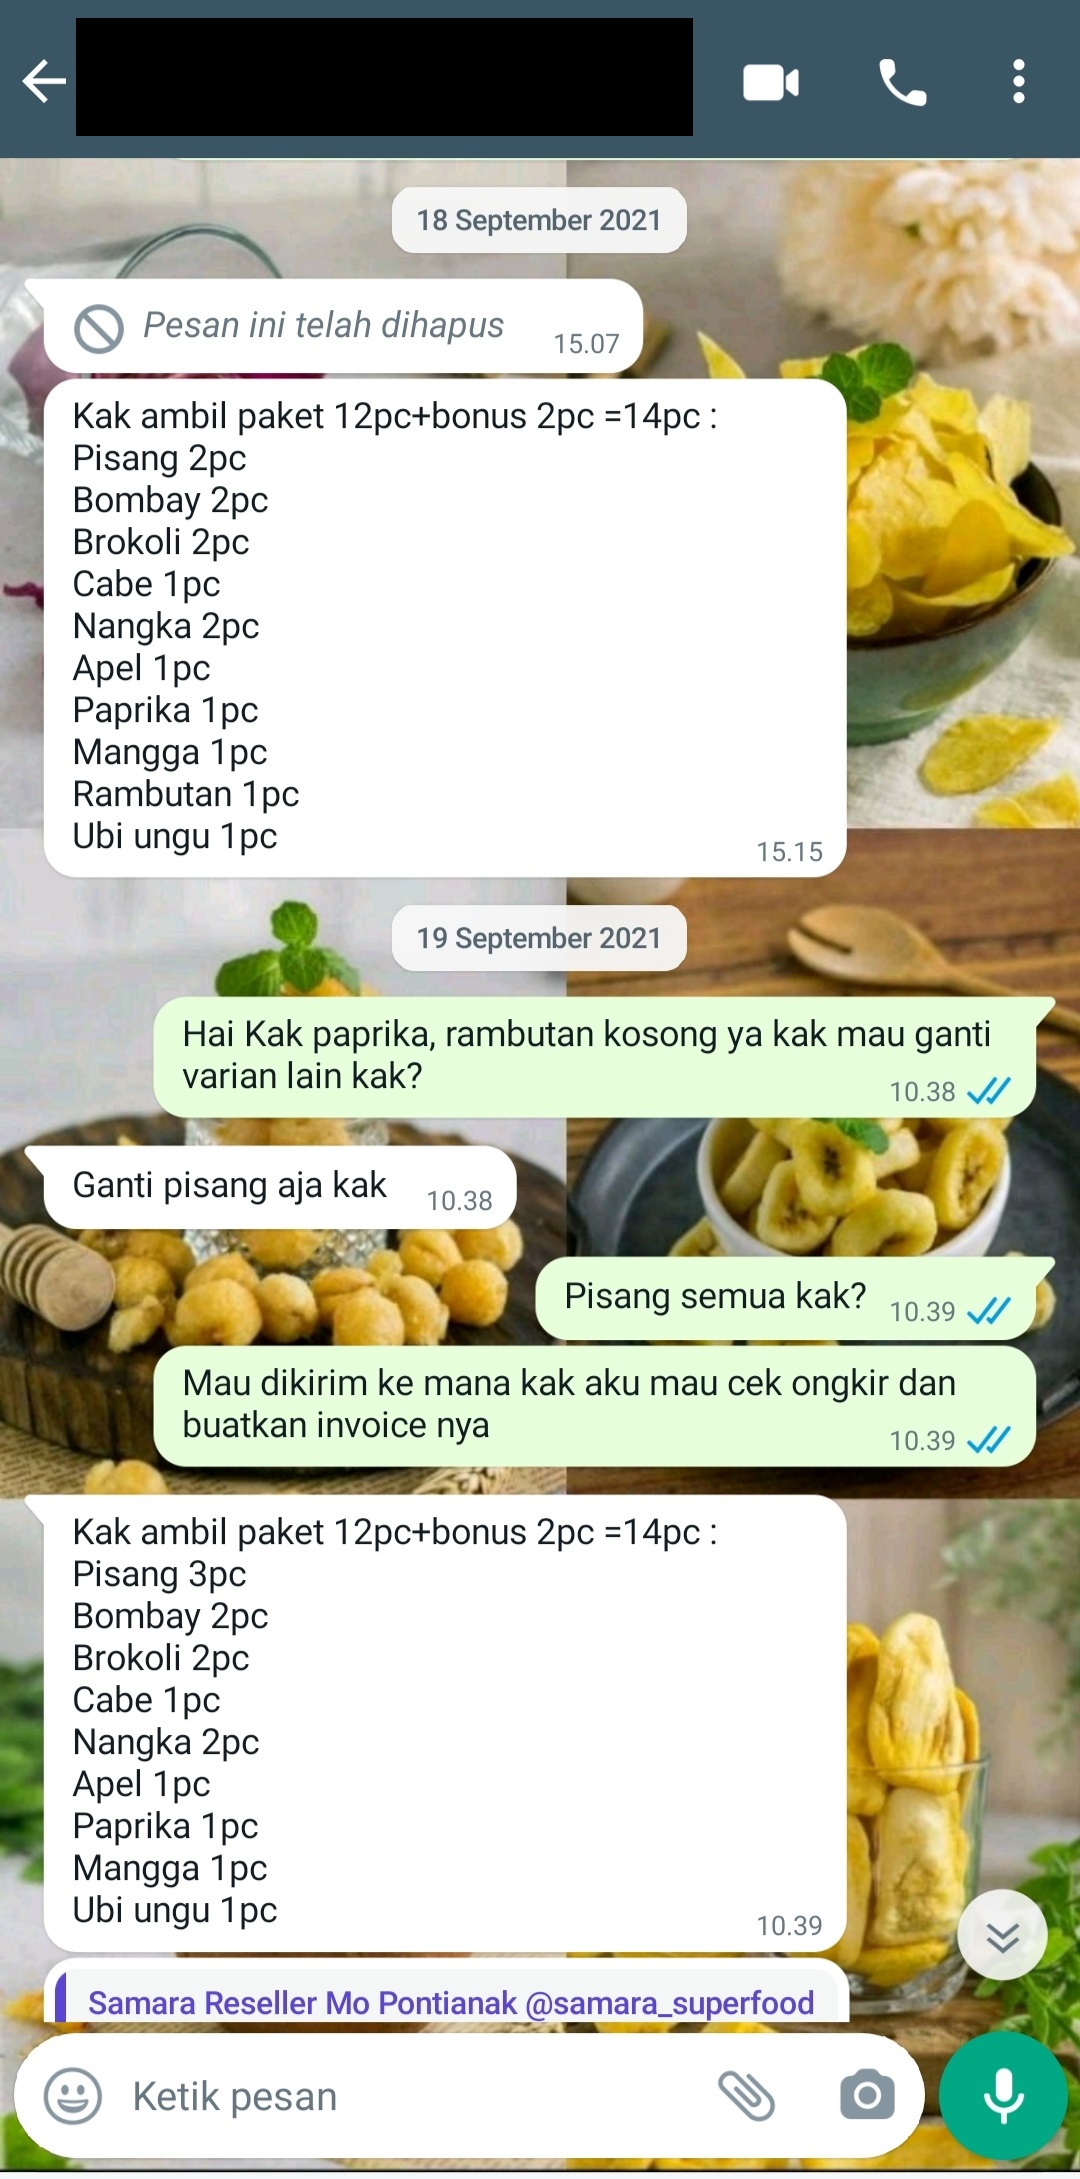 18 September 2021
Pesan ini telah dihapus
15.07
Kak ambil paket 12pc+bonus 2pc =14pc :
Pisang 2pc
Bombay 2pc
Brokoli 2pc
Cabe 1pc
Nangka 2pc
Apel 1pc
Paprika 1pc
Mangga 1pc
Rambutan 1pc
Ubi ungu 1pc
15.15
19 September 2021
Hai Kak paprika, rambutan kosong ya kak mau ganti
varian lain kak?
10.38
Ganti pisang aja kak
10.38
Pisang semua kak?
10.39
Mau dikirim ke mana kak aku mau cek ongkir dan
buatkan invoice nya
10.39
Kak ambil paket 12pc+bonus 2pc =14pc :
Pisang 3pc
Bombay 2pc
Brokoli 2pc
Cabe 1pc
Nangka 2pc
Apel 1pc
Paprika 1pc
Mangga 1pc
Ubi ungu 1pc
10.39
Samara Reseller Mo Pontianak @samara_superfood
Ketik pesan